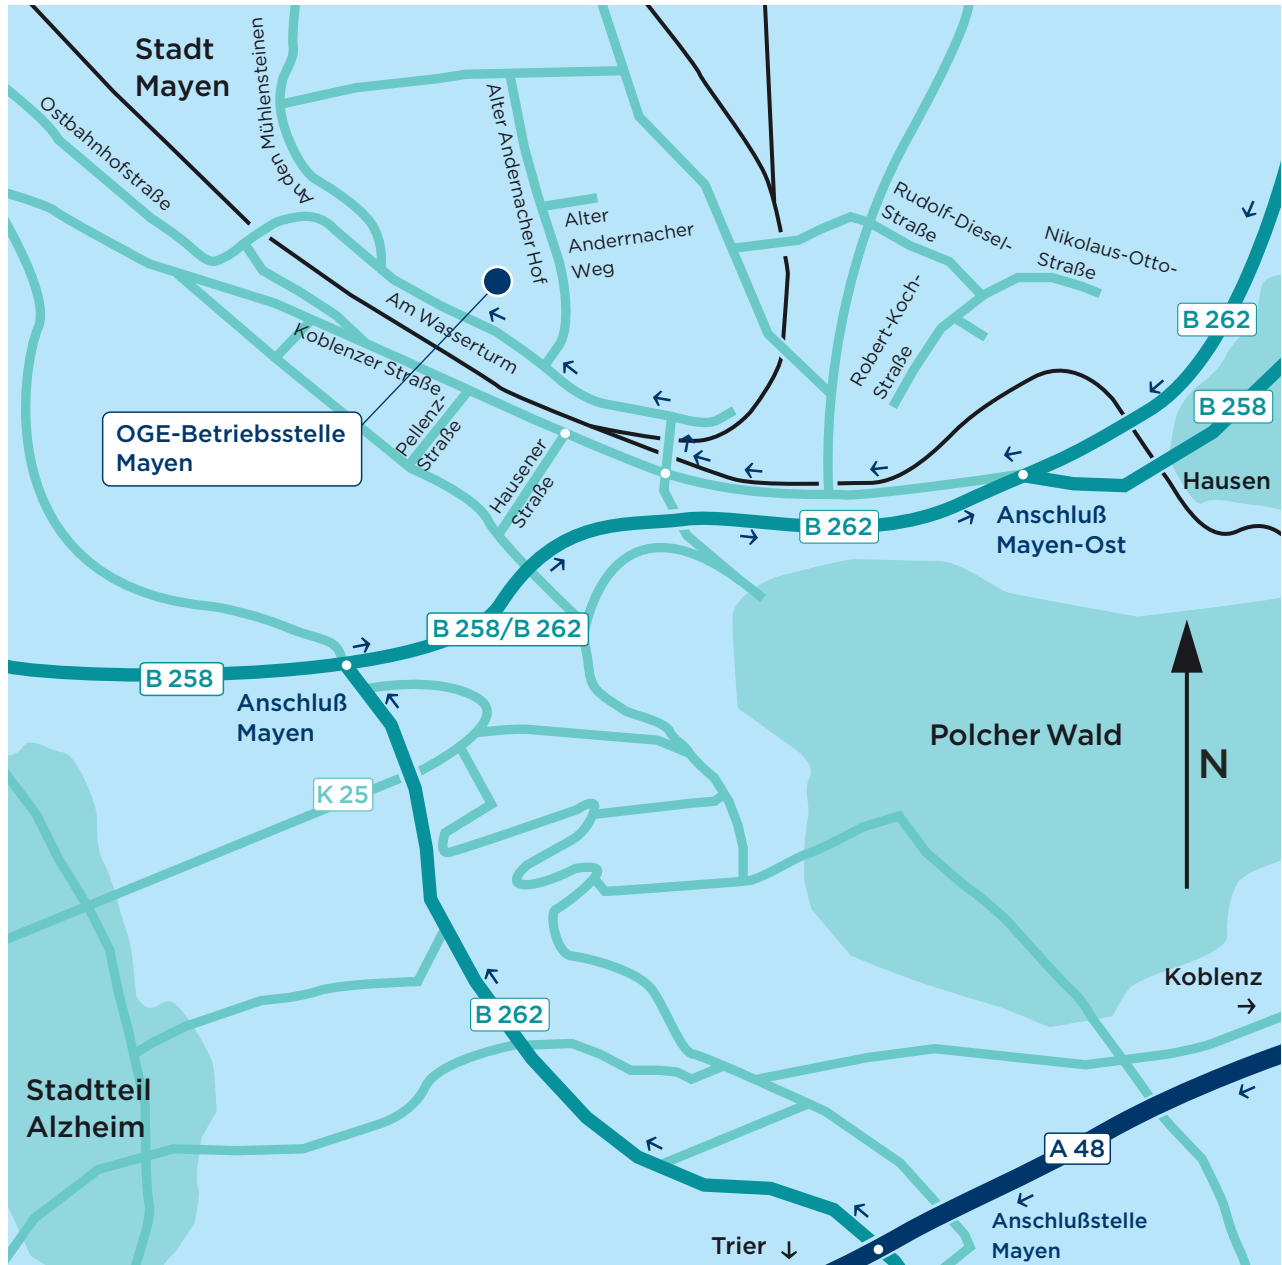 Stadt
Mayen
Ostbahnhofstraße
An den Mühlensteinen
Alter Andernacher Hof
Alter
Anderrnacher
Weg
Rudolf-Diesel-
Straße
Nikolaus-Otto-
Straße
Robert-Koch-
Straße
Am Wasserturm
Koblenzer Straße
Pellenz-
Straße
Hausener
Straße
OGE-Betriebsstelle
Mayen
B 262
B 258
Hausen
B 262
Anschluß
Mayen-Ost
B 258/B 262
B 258
Anschluß
Mayen
K 25
Polcher Wald
N
Koblenz
B 262
Stadtteil
Alzheim
A 48
Anschlußstelle
Mayen
Trier